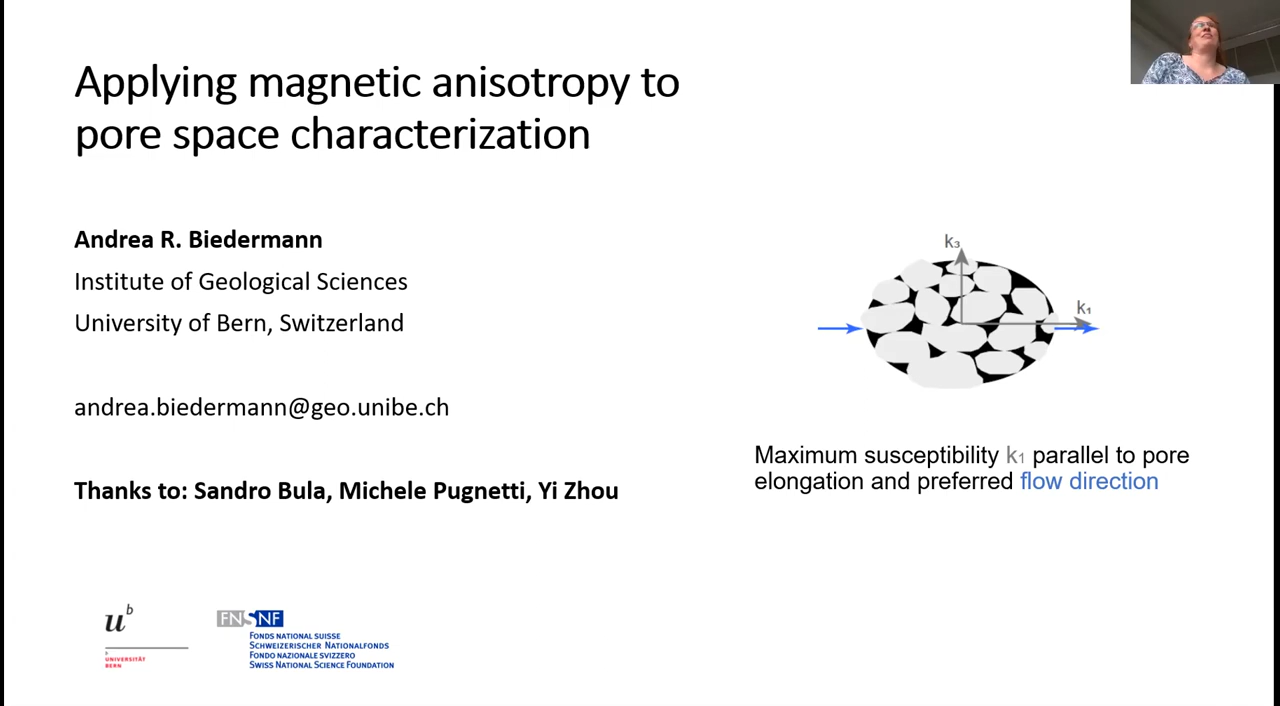 Applying magnetic anisotropy to
pore space characterization
Andrea R. Biedermann
Institute of Geological Sciences
University of Bern, Switzerland
andrea.biedermann@geo.unibe.ch
Thanks to: Sandro Bula, Michele Pugnetti, Yi Zhou
k₃
k₁
Maximum susceptibility k₁ parallel to pore
elongation and preferred flow direction
u^b
b
UNIVERSITÄT
BERN
FNSNF
FONDS NATIONAL SUISSE
SCHWEIZERISCHER NATIONALFONDS
FONDO NAZIONALE SVIZZERO
SWISS NATIONAL SCIENCE FOUNDATION